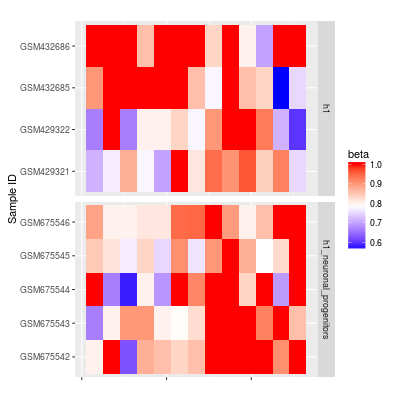 GSM432686
GSM432685
GSM429322
GSM429321
h1
GSM675546
GSM675545
GSM675544
GSM675543
GSM675542
h1_neuronal_progenitors
Sample ID
beta
1.0
0.9
0.8
0.7
0.6